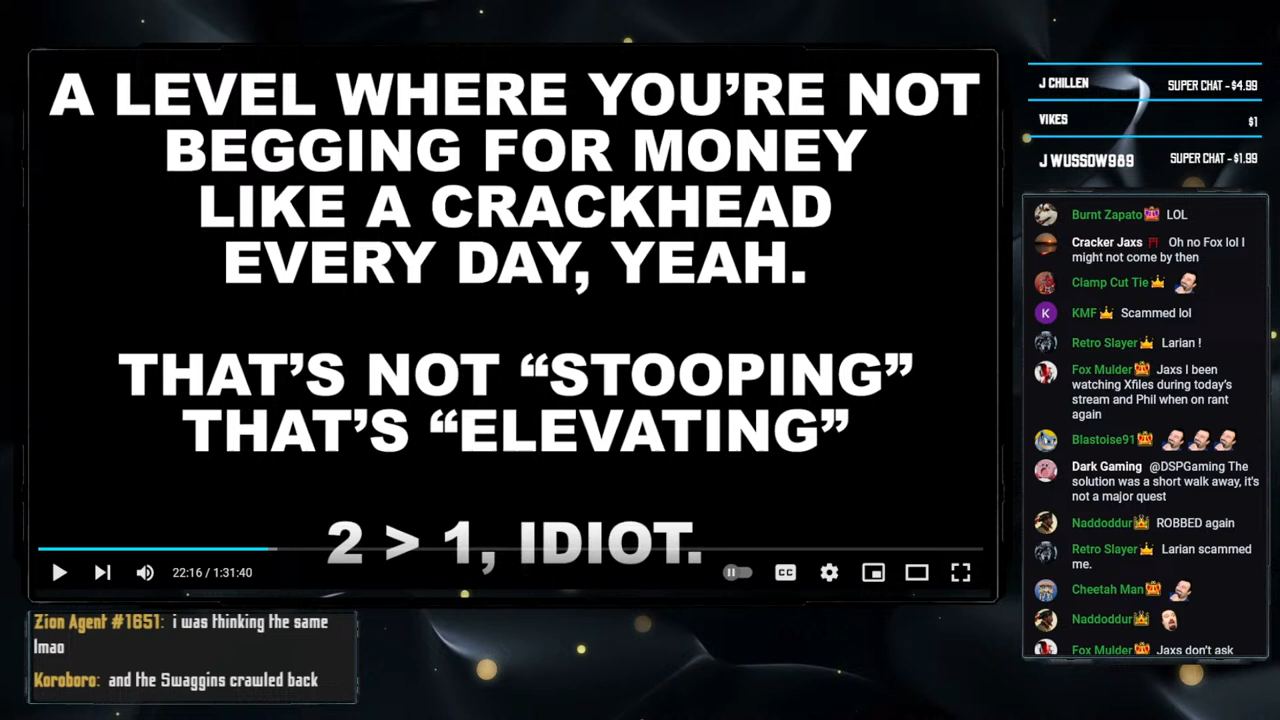 A LEVEL WHERE YOU’RE NOT
BEGGING FOR MONEY
LIKE A CRACKHEAD
EVERY DAY, YEAH.
THAT’S NOT “STOOPING”
THAT’S “ELEVATING”
2 > 1, IDIOT.
22:16 / 1:31:40
CC
Zion Agent #1651: i was thinking the same
lmao
Koroboro: and the Swaggins crawled back
J CHILLEN SUPER CHAT - $4.99
VIKES $1
J WUSSOW989 SUPER CHAT - $1.99
Burnt Zapato LOL
Cracker Jaxs Oh no Fox lol I
might not come by then
Clamp Cut Tie
K KMF Scammed lol
Retro Slayer Larian !
Fox Mulder Jaxs I been
watching Xfiles during today’s
stream and Phil when on rant
again
Blastoise91
Dark Gaming @DSPGaming The
solution was a short walk away, it's
not a major quest
Naddoddur ROBBED again
Retro Slayer Larian scammed
me.
Cheetah Man
Naddoddur
Fox Mulder Jaxs don’t ask